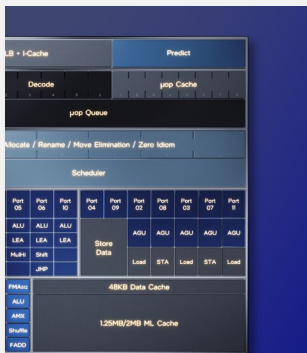 LB + I-Cache
Predict
Decode
μop Cache
μop Queue
Allocate / Rename / Move Elimination / Zero Idiom
Scheduler
Port 05 Port 06 Port 10 Port 04 Port 09 Port 02 Port 08 Port 03 Port 07 Port 11
ALU ALU ALU Store Data AGU AGU AGU AGU AGU
LEA LEA LEA
MulHi Shift Load STA Load STA Load
JMP
FMA512
ALU
AMX
Shuffle
FADD
48KB Data Cache
1.25MB/2MB ML Cache